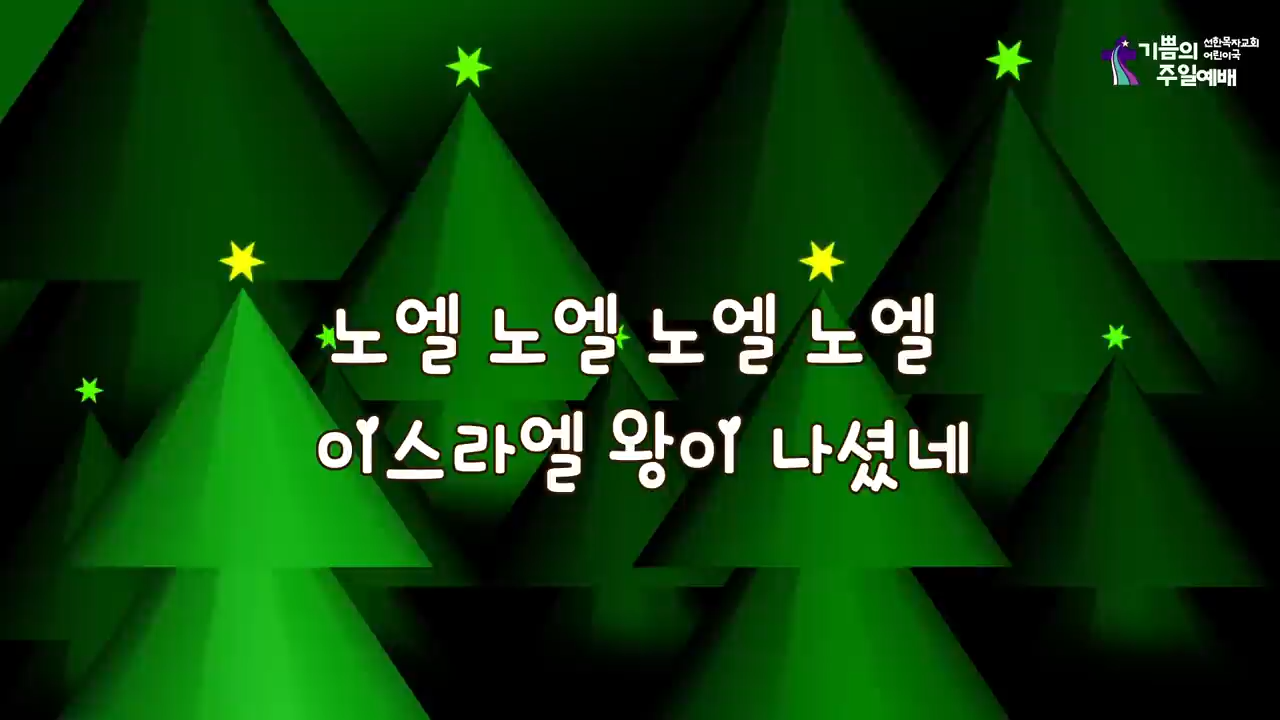 기쁨의 선한목자교회
어린이국
주일예배
노엘 노엘 노엘 노엘
이스라엘 왕이 나셨네